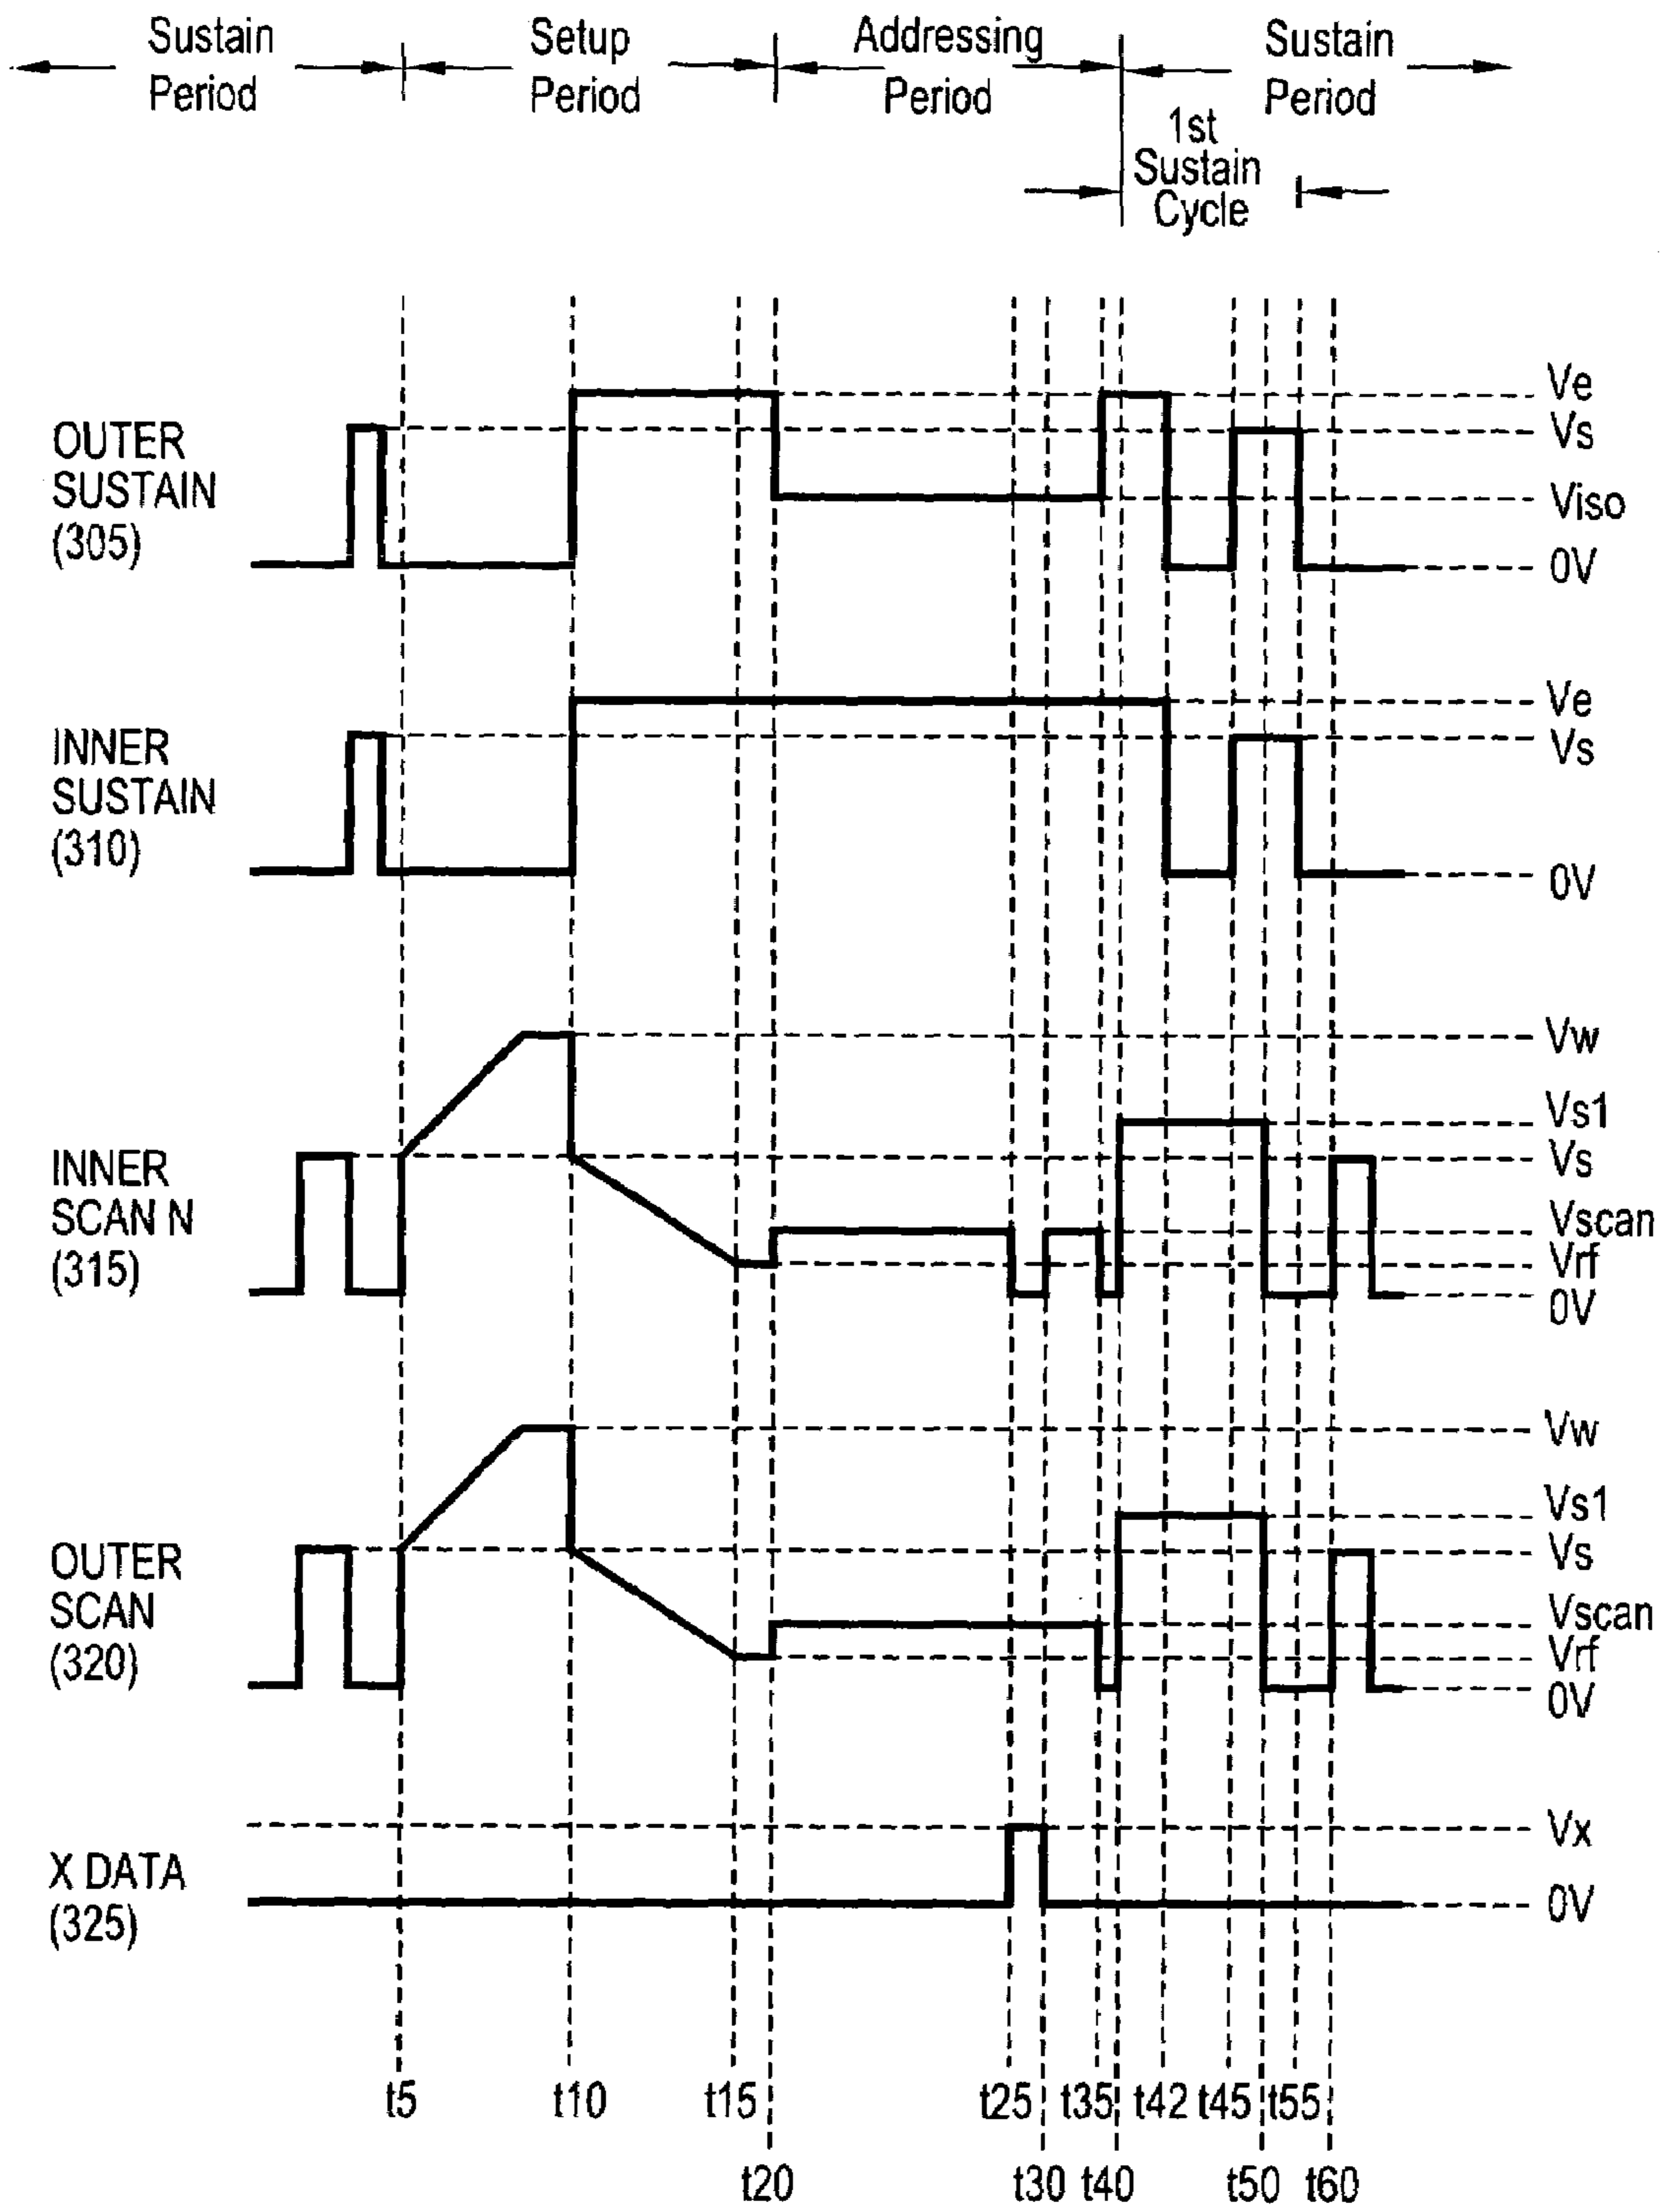 Sustain Period
Setup Period
Addressing Period
Sustain Period
1st Sustain Cycle
OUTER
SUSTAIN
(305)
Ve
Vs
Viso
0V
INNER
SUSTAIN
(310)
Ve
Vs
0V
INNER
SCAN N
(315)
Vw
Vs1
Vs
Vscan
Vrf
0V
OUTER
SCAN
(320)
Vw
Vs1
Vs
Vscan
Vrf
0V
X DATA
(325)
Vx
0V
t5 t10 t15 t25 t35 t42 t45 t55
t20 t30 t40 t50 t60